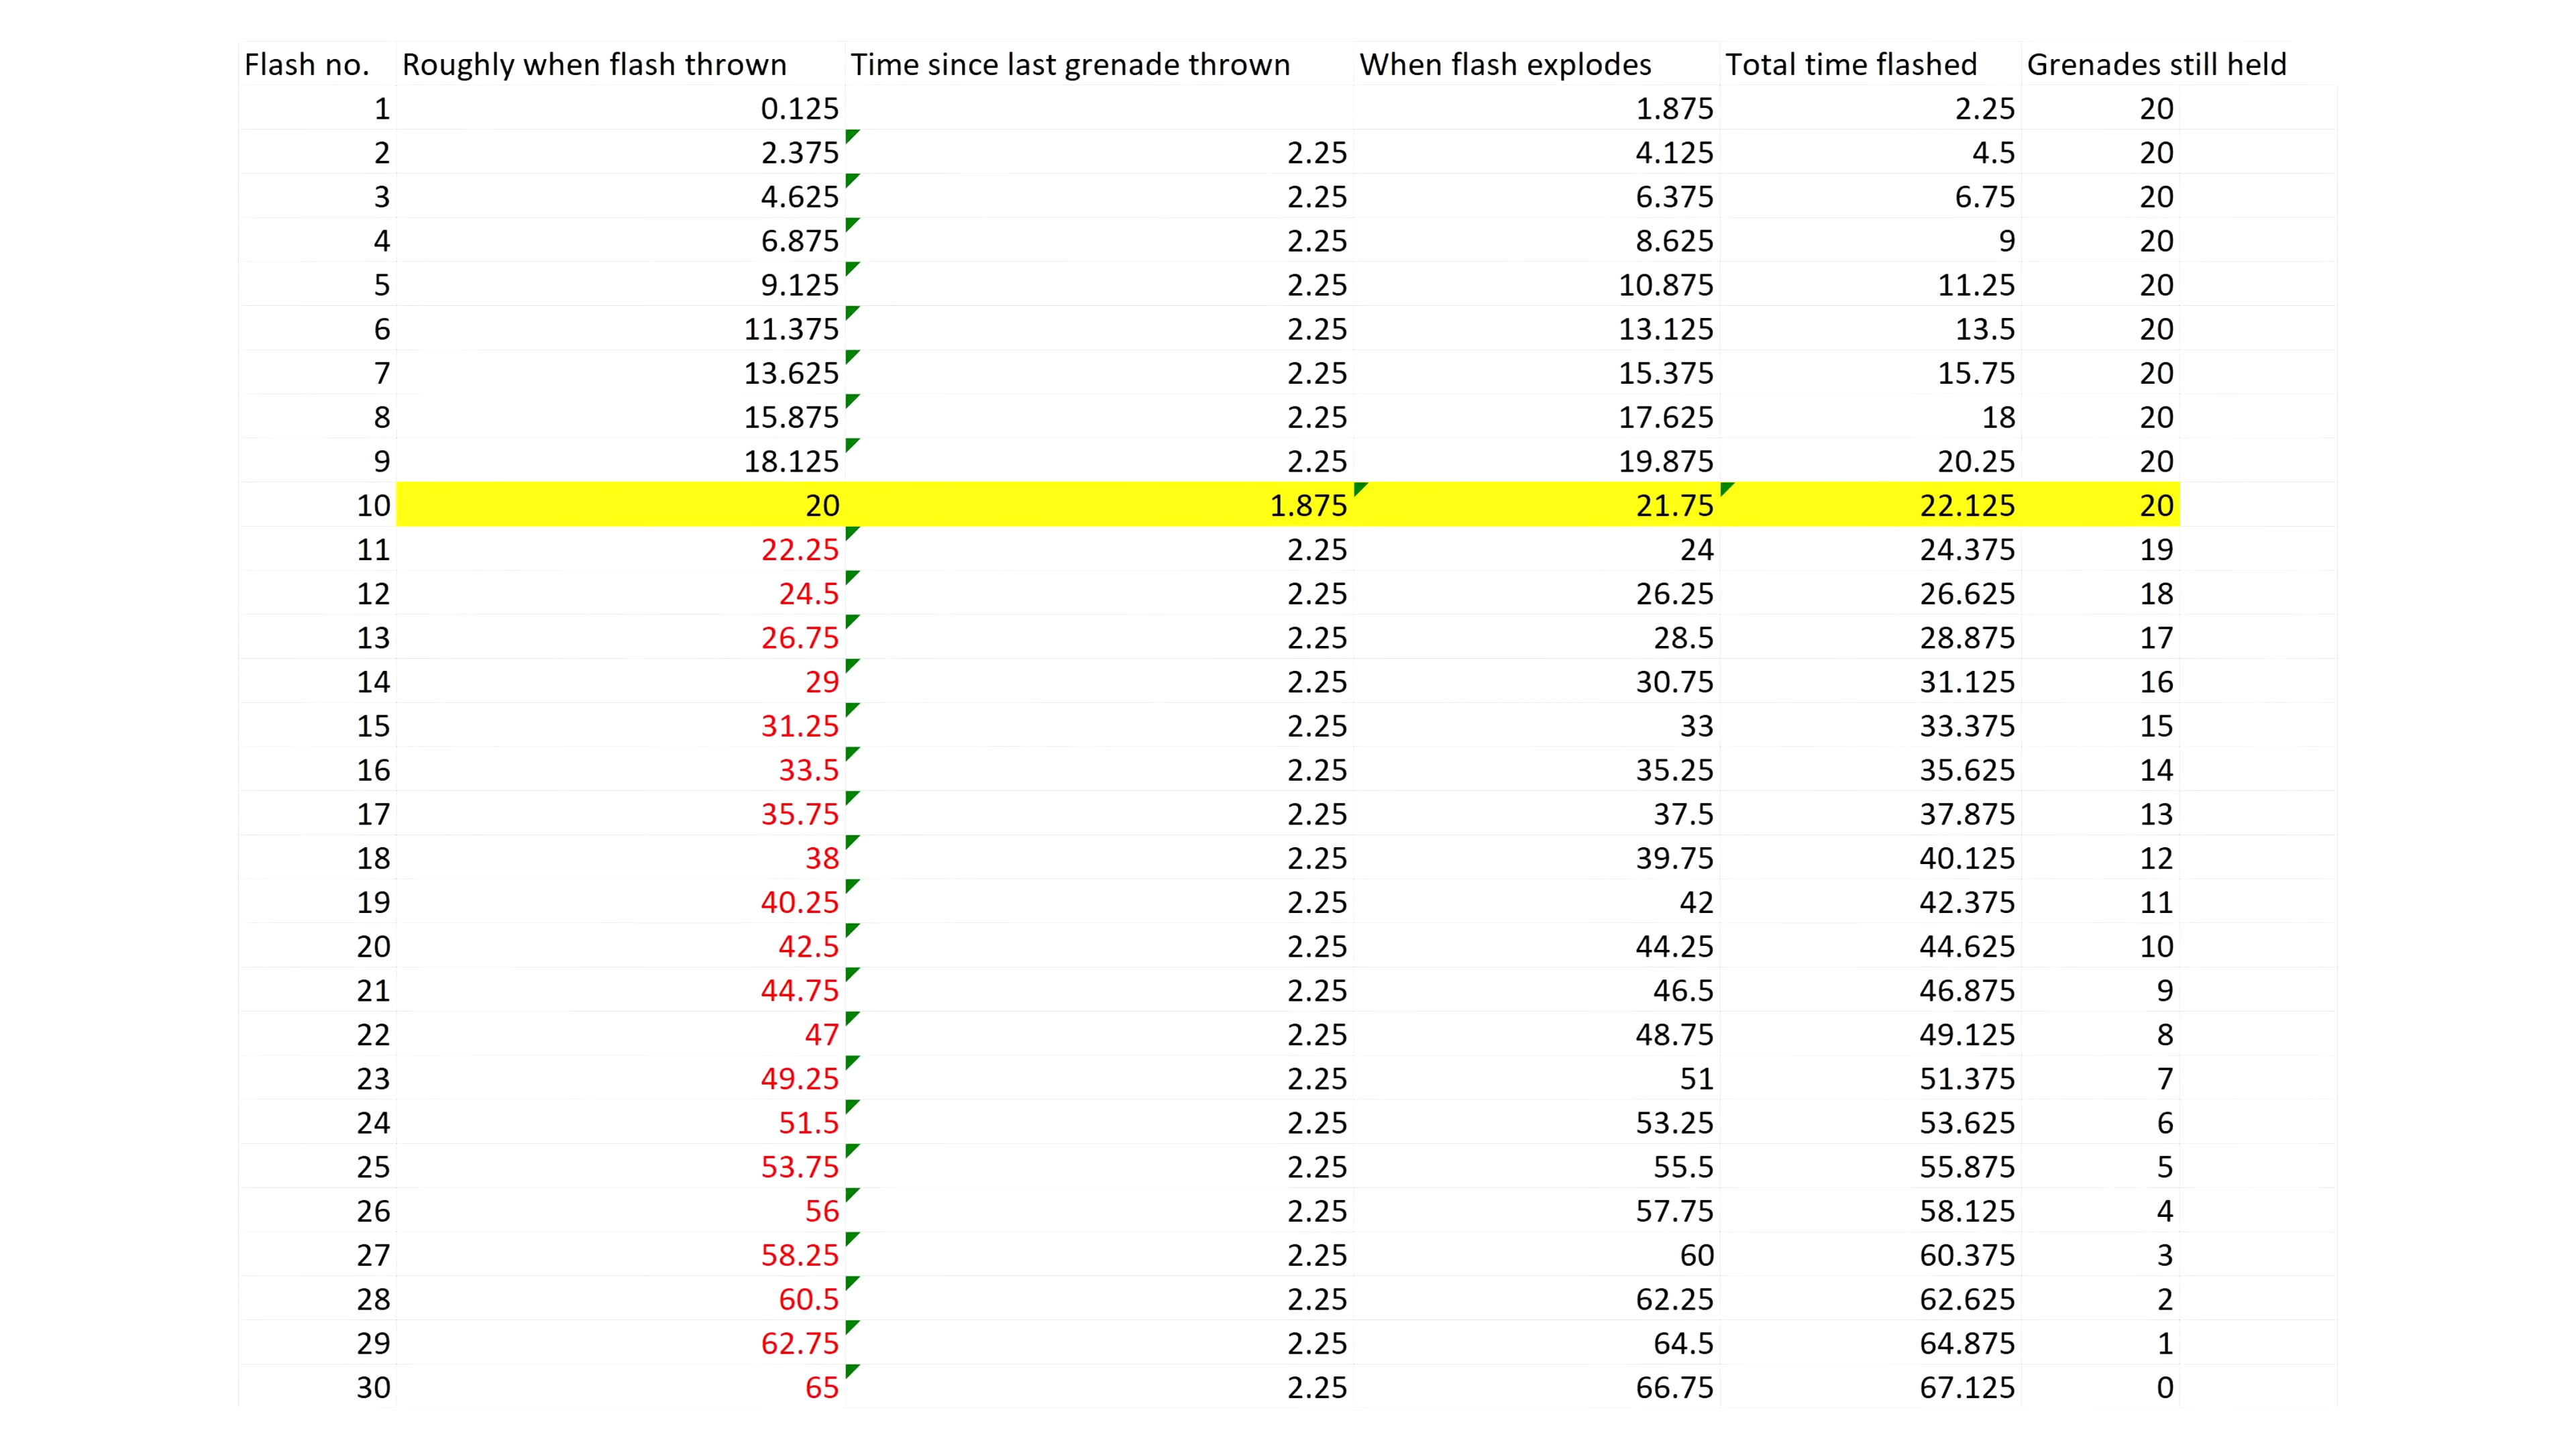 Flash no. Roughly when flash thrown Time since last grenade thrown When flash explodes Total time flashed Grenades still held
1 0.125 1.875 2.25 20
2 2.375 2.25 4.125 4.5 20
3 4.625 2.25 6.375 6.75 20
4 6.875 2.25 8.625 9 20
5 9.125 2.25 10.875 11.25 20
6 11.375 2.25 13.125 13.5 20
7 13.625 2.25 15.375 15.75 20
8 15.875 2.25 17.625 18 20
9 18.125 2.25 19.875 20.25 20
10 20 1.875 21.75 22.125 20
11 22.25 2.25 24 24.375 19
12 24.5 2.25 26.25 26.625 18
13 26.75 2.25 28.5 28.875 17
14 29 2.25 30.75 31.125 16
15 31.25 2.25 33 33.375 15
16 33.5 2.25 35.25 35.625 14
17 35.75 2.25 37.5 37.875 13
18 38 2.25 39.75 40.125 12
19 40.25 2.25 42 42.375 11
20 42.5 2.25 44.25 44.625 10
21 44.75 2.25 46.5 46.875 9
22 47 2.25 48.75 49.125 8
23 49.25 2.25 51 51.375 7
24 51.5 2.25 53.25 53.625 6
25 53.75 2.25 55.5 55.875 5
26 56 2.25 57.75 58.125 4
27 58.25 2.25 60 60.375 3
28 60.5 2.25 62.25 62.625 2
29 62.75 2.25 64.5 64.875 1
30 65 2.25 66.75 67.125 0